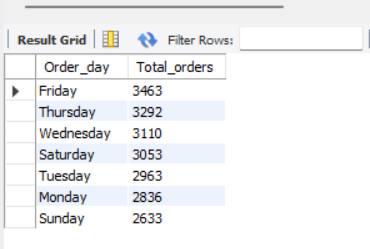 Result Grid Filter Rows:
Order_day Total_orders
Friday 3463
Thursday 3292
Wednesday 3110
Saturday 3053
Tuesday 2963
Monday 2836
Sunday 2633